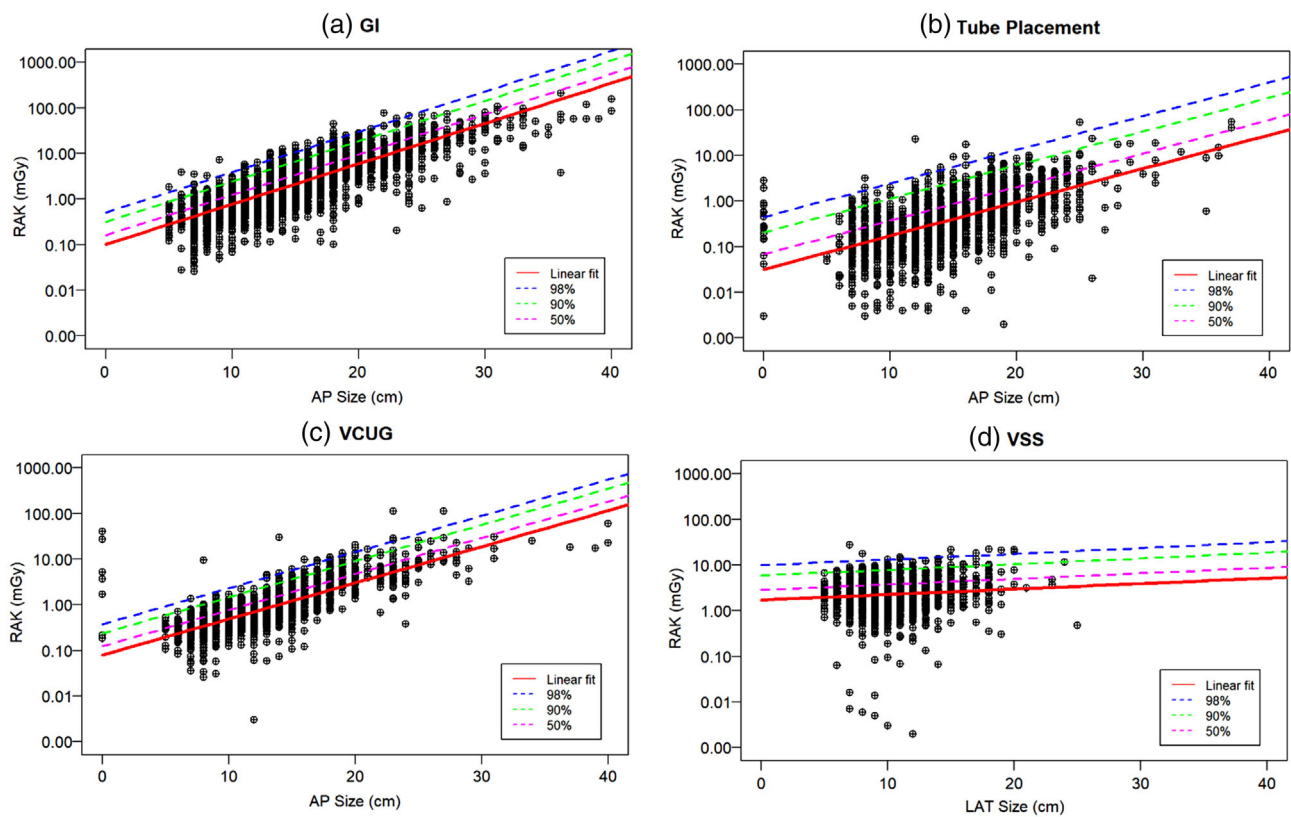 (a) GI
RAK (mGy)
1000.00
100.00
10.00
1.00
0.10
0.01
0.00
Linear fit
98%
90%
50%
0 10 20 30 40
AP Size (cm)
(b) Tube Placement
RAK (mGy)
1000.00
100.00
10.00
1.00
0.10
0.01
0.00
Linear fit
98%
90%
50%
0 10 20 30 40
AP Size (cm)
(c) VCUG
RAK (mGy)
1000.00
100.00
10.00
1.00
0.10
0.01
0.00
Linear fit
98%
90%
50%
0 10 20 30 40
AP Size (cm)
(d) VSS
RAK (mGy)
1000.00
100.00
10.00
1.00
0.10
0.01
0.00
Linear fit
98%
90%
50%
0 10 20 30 40
LAT Size (cm)